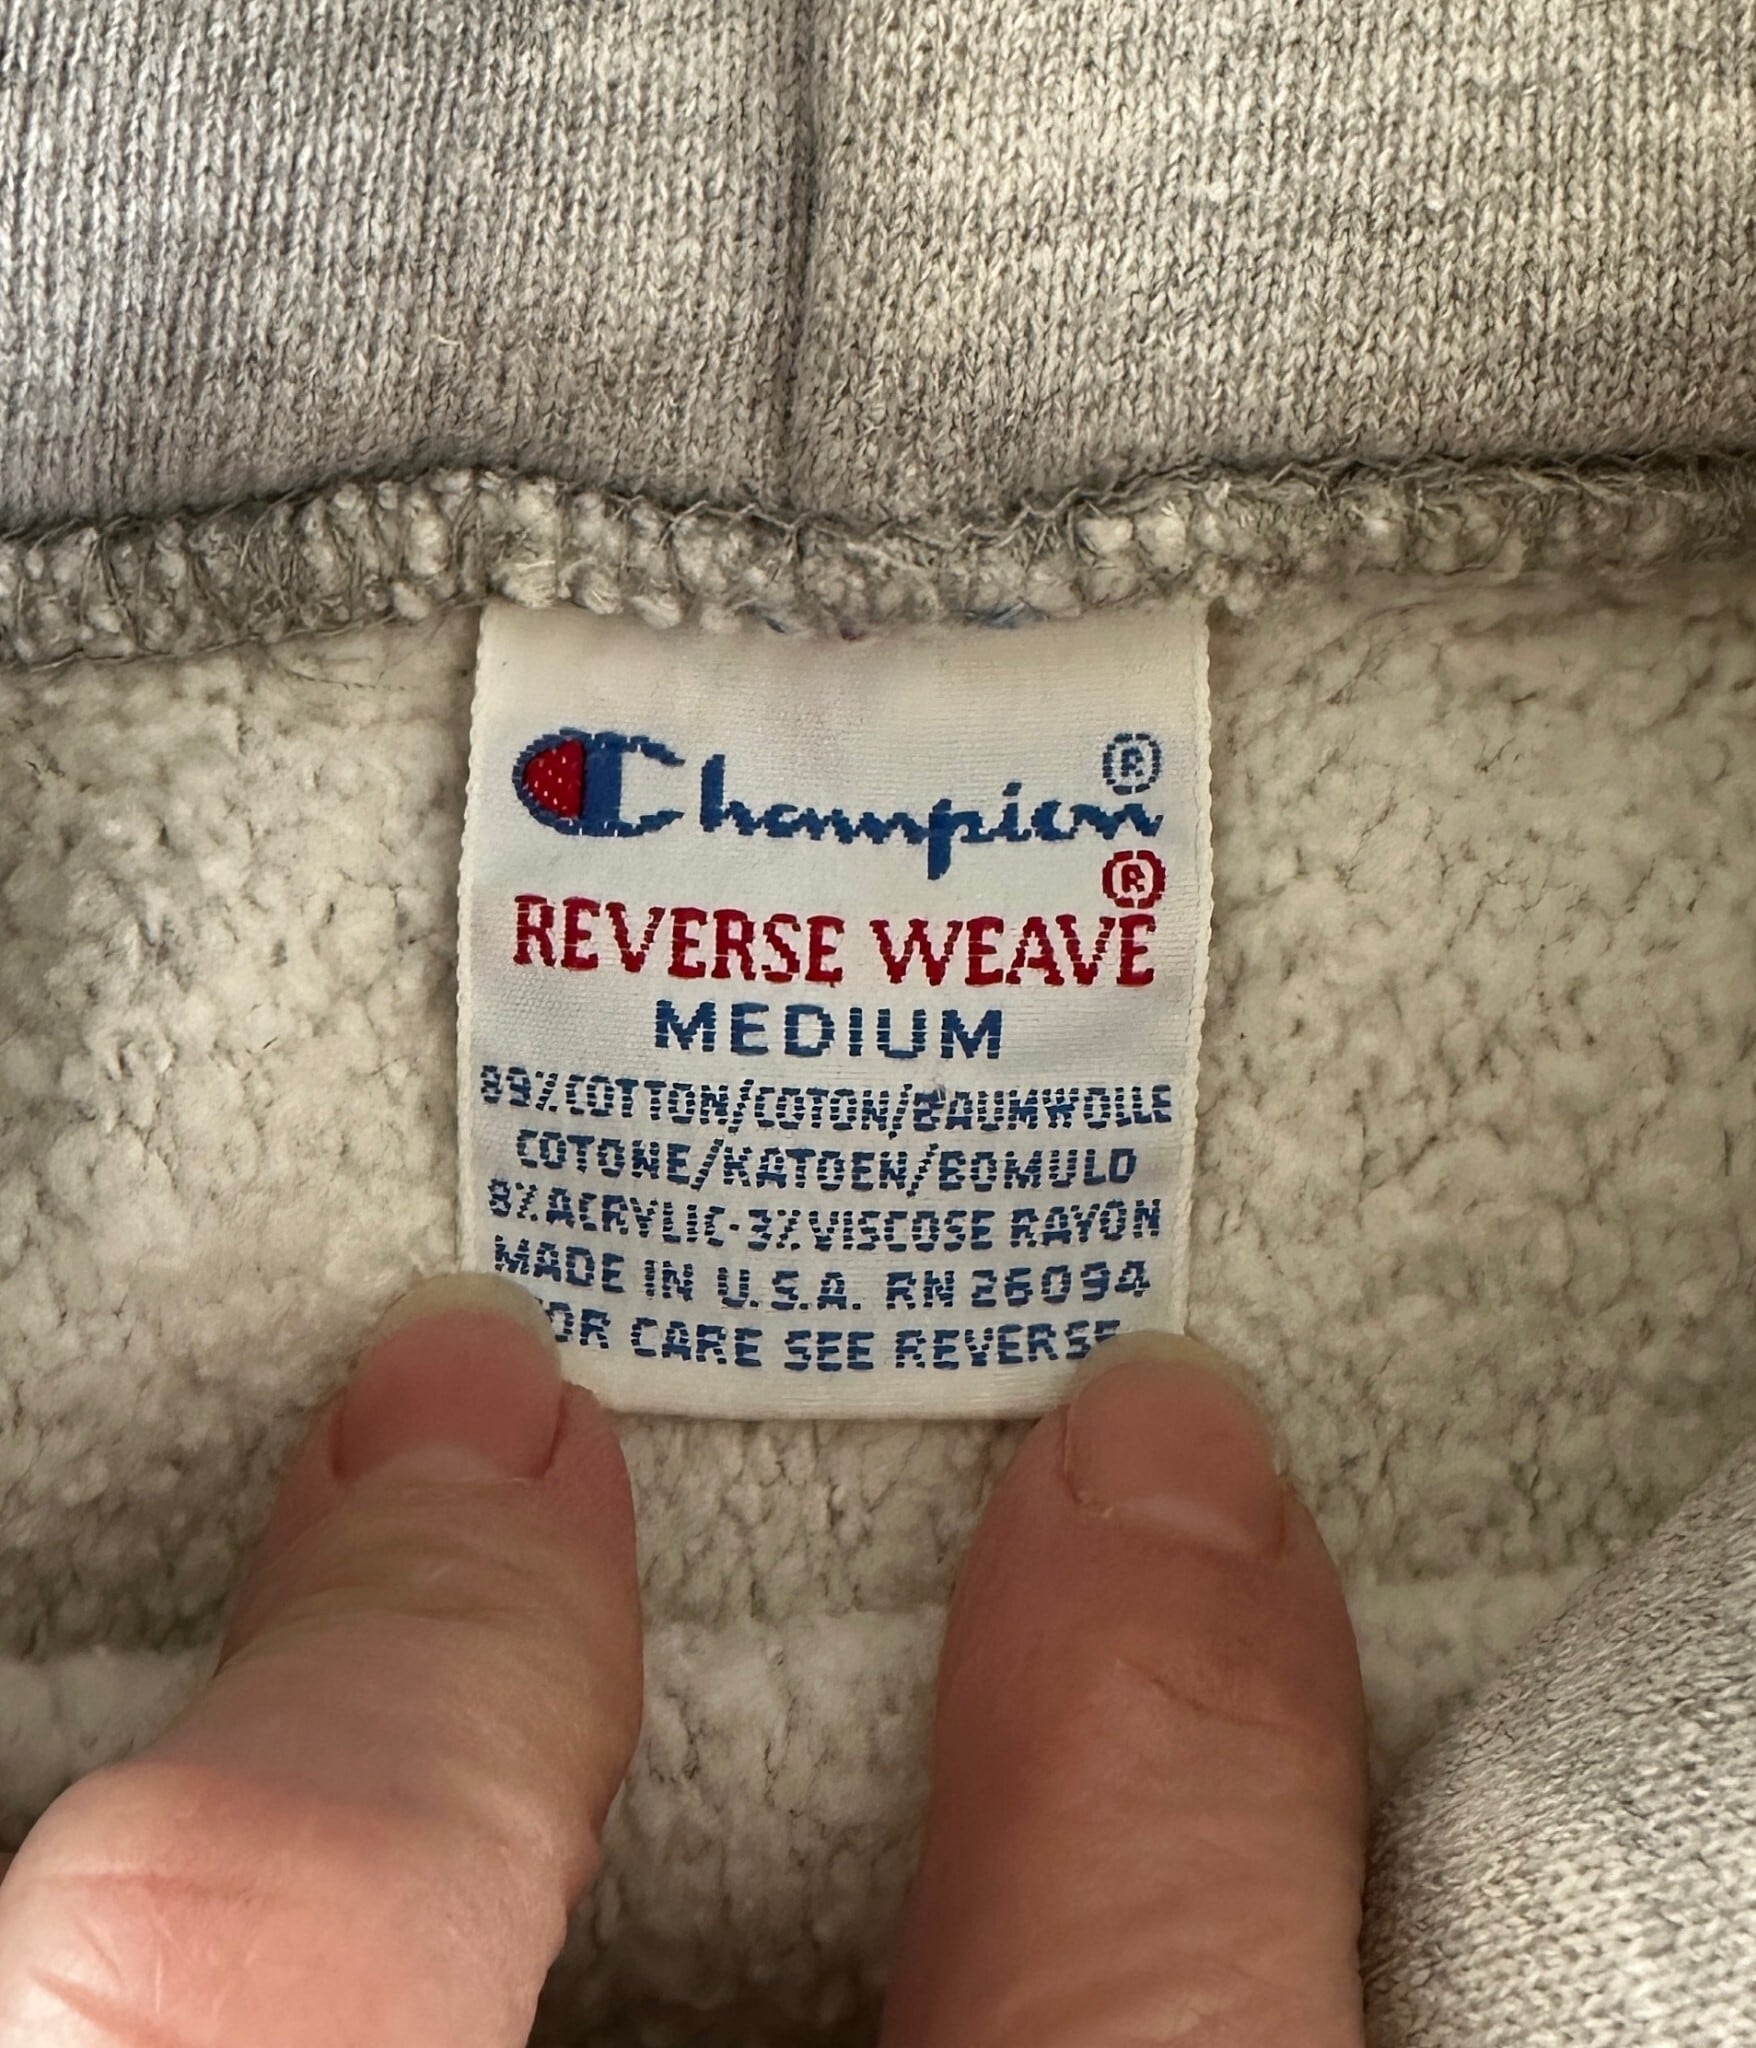 Champion®
REVERSE WEAVE®
MEDIUM
89% COTTON/COTON/BAUMWOLLE
COTONE/KATOEN/BOMULD
8% ACRYLIC-3% VISCOSE RAYON
MADE IN U.S.A. RN 26094
FOR CARE SEE REVERSE